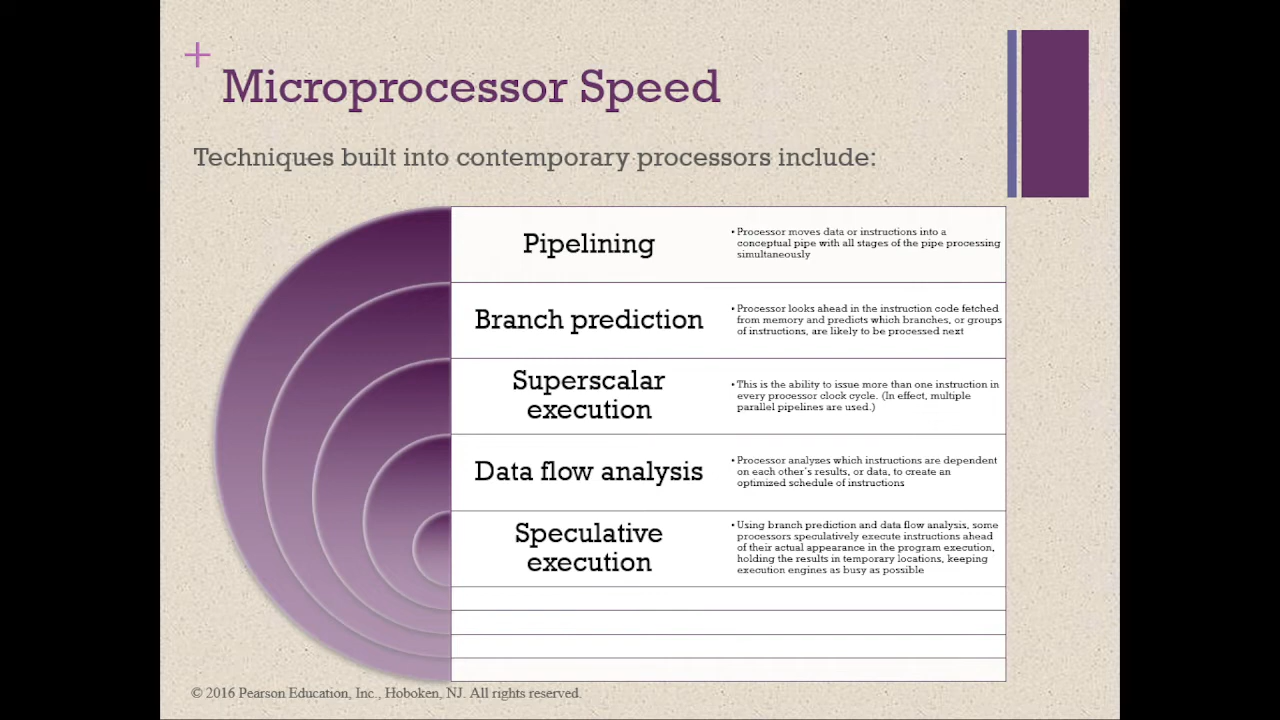 +
Microprocessor Speed
Techniques built into contemporary processors include:
Pipelining
• Processor moves data or instructions into a
conceptual pipe with all stages of the pipe processing
simultaneously
Branch prediction
• Processor looks ahead in the instruction code fetched
from memory and predicts which branches, or groups
of instructions, are likely to be processed next
Superscalar
execution
• This is the ability to issue more than one instruction in
every processor clock cycle. (In effect, multiple
parallel pipelines are used.)
Data flow analysis
• Processor analyzes which instructions are dependent
on each other's results, or data, to create an
optimized schedule of instructions
Speculative
execution
• Using branch prediction and data flow analysis, some
processors speculatively execute instructions ahead
of their actual appearance in the program execution,
holding the results in temporary locations, keeping
execution engines as busy as possible
© 2016 Pearson Education, Inc., Hoboken, NJ. All rights reserved.